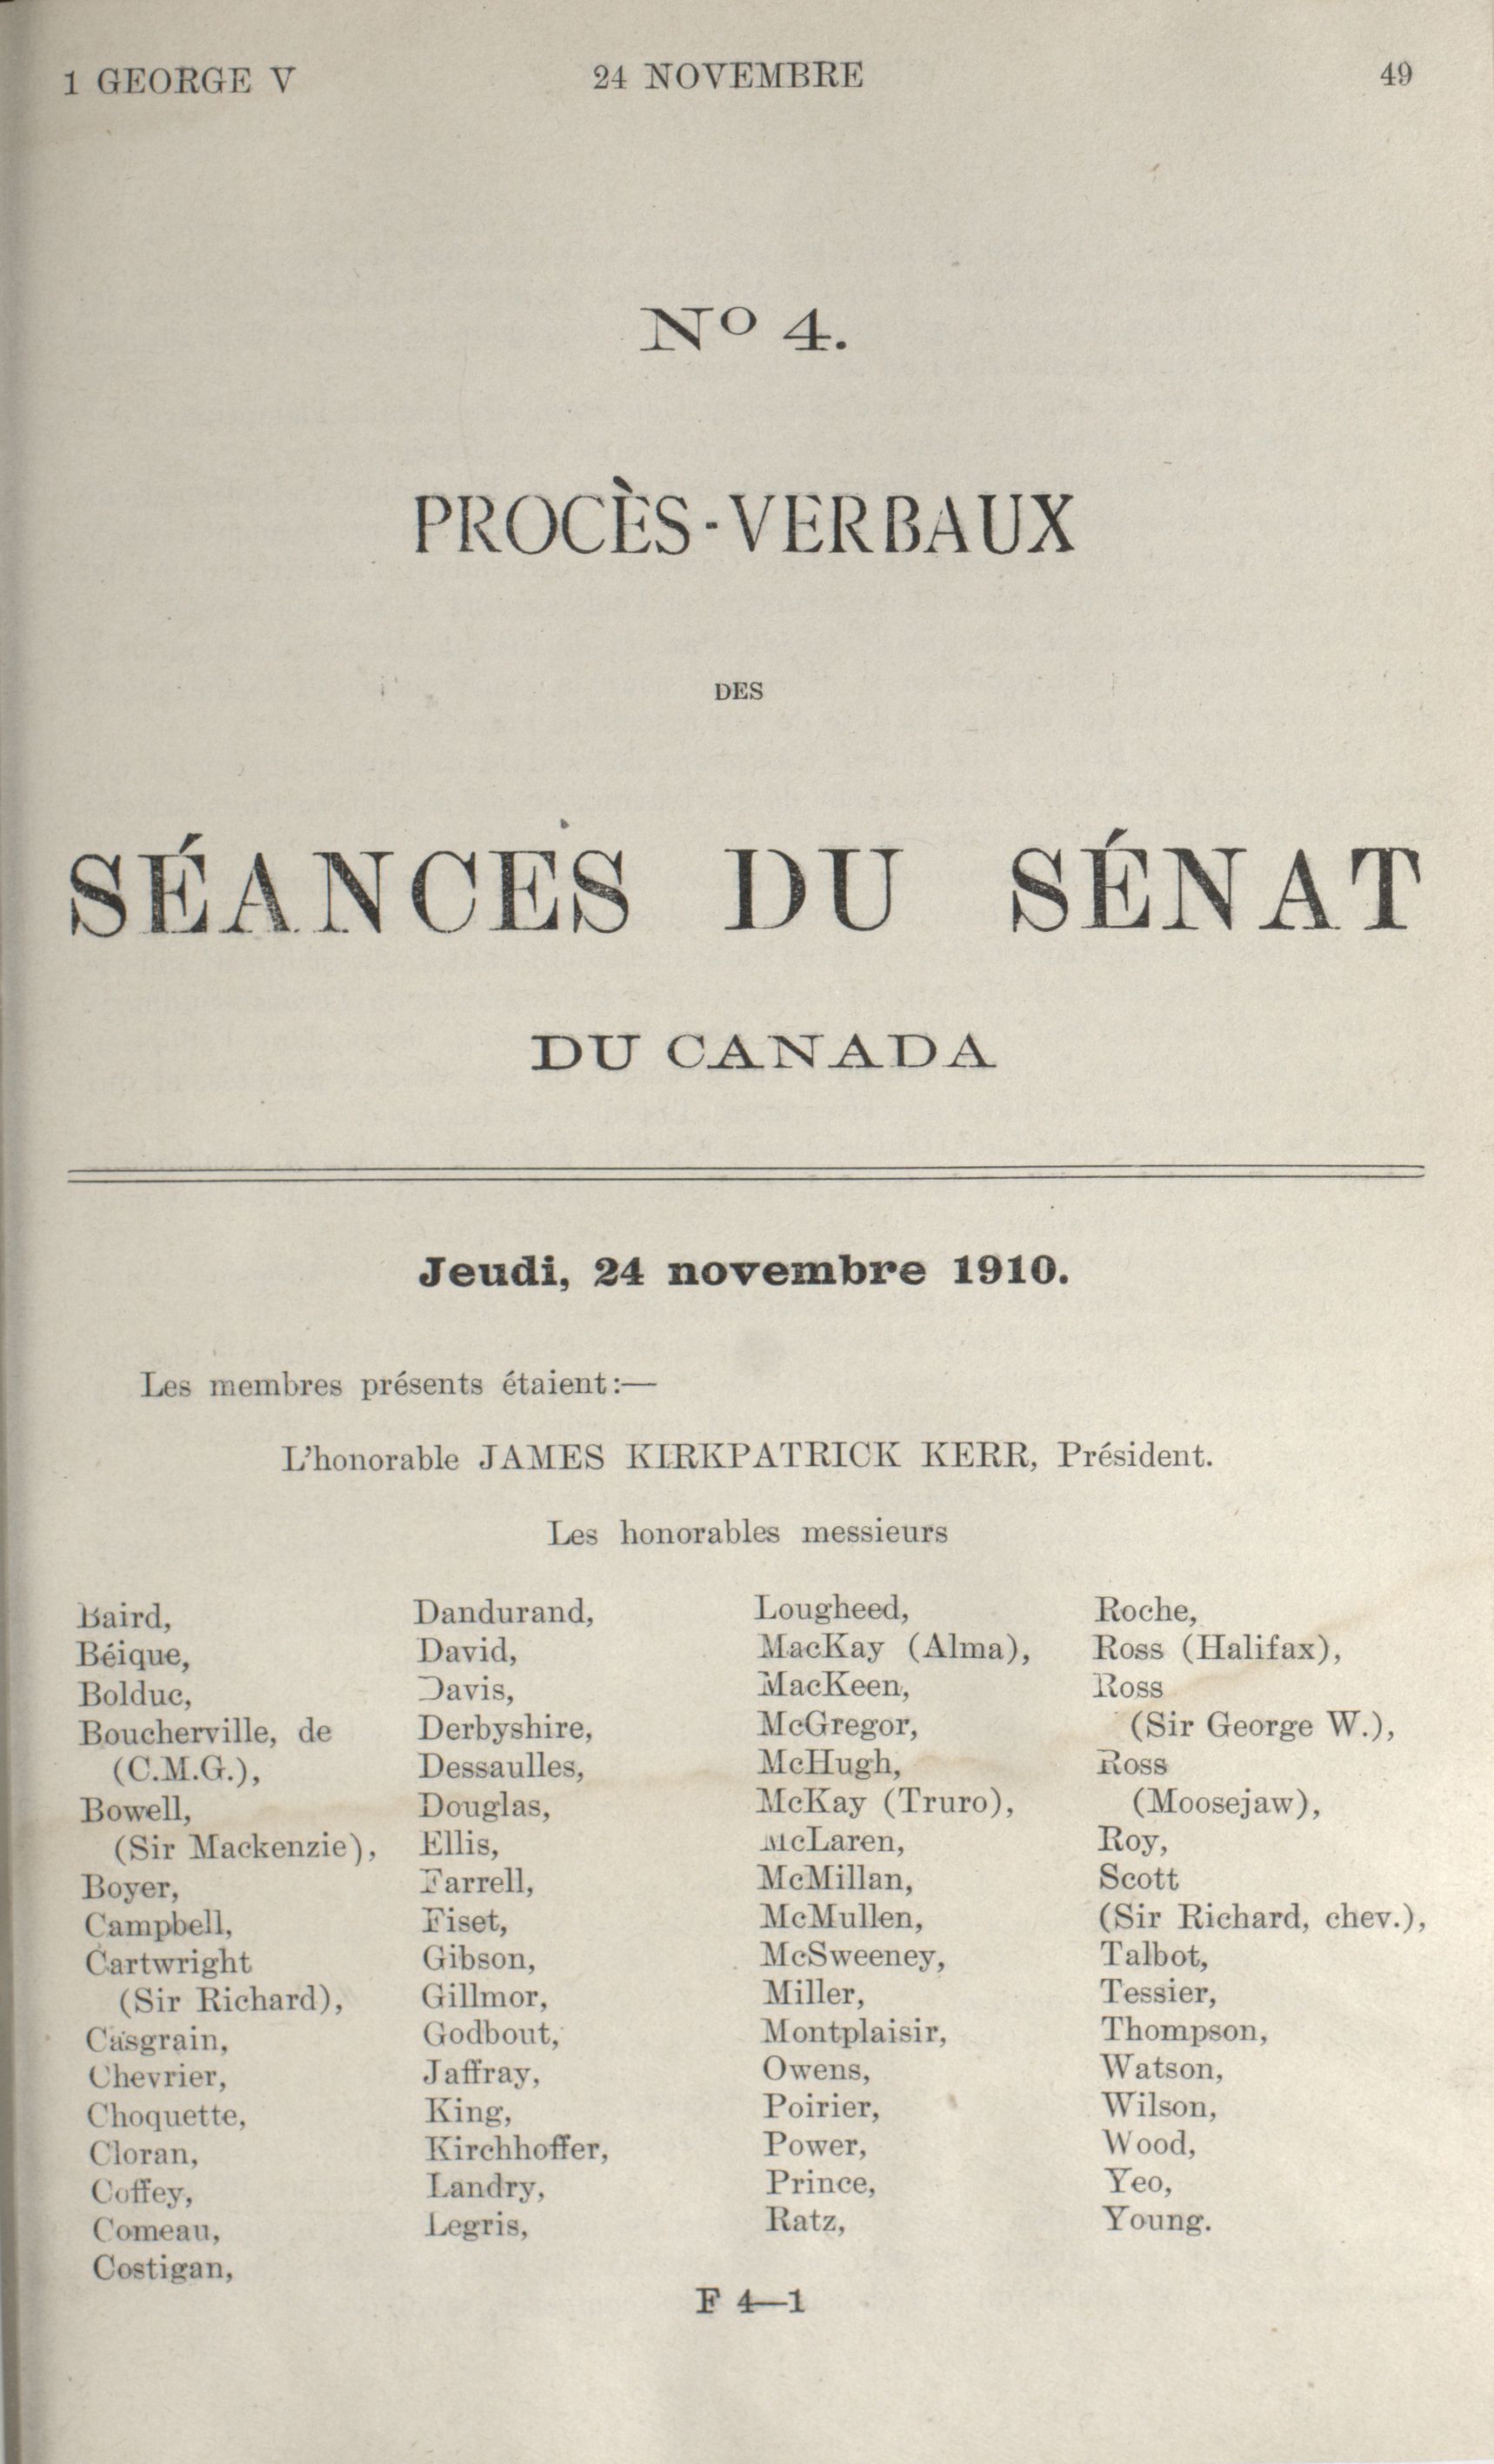 1 GEORGE V 24 NOVEMBRE 49
Nº 4.
PROCÈS-VERBAUX
DES
SÉANCES DU SÉNAT
DU CANADA
Jeudi, 24 novembre 1910.
Les membres présents étaient:—
L'honorable JAMES KIRKPATRICK KERR, Président.
Les honorables messieurs
Baird,
Béique,
Bolduc,
Boucherville, de
(C.M.G.),
Bowell,
(Sir Mackenzie),
Boyer,
Campbell,
Cartwright
(Sir Richard),
Casgrain,
Chevrier,
Choquette,
Cloran,
Coffey,
Comeau,
Costigan,
Dandurand,
David,
Davis,
Derbyshire,
Dessaulles,
Douglas,
Ellis,
Farrell,
Fiset,
Gibson,
Gillmor,
Godbout,
Jaffray,
King,
Kirchhoffer,
Landry,
Legris,
Lougheed,
MacKay (Alma),
MacKeen,
McGregor,
McHugh,
McKay (Truro),
McLaren,
McMillan,
McMullen,
McSweeney,
Miller,
Montplaisir,
Owens,
Poirier,
Power,
Prince,
Ratz,
Roche,
Ross (Halifax),
Ross
(Sir George W.),
Ross
(Moosejaw),
Roy,
Scott
(Sir Richard, chev.),
Talbot,
Tessier,
Thompson,
Watson,
Wilson,
Wood,
Yeo,
Young.
F 4—1